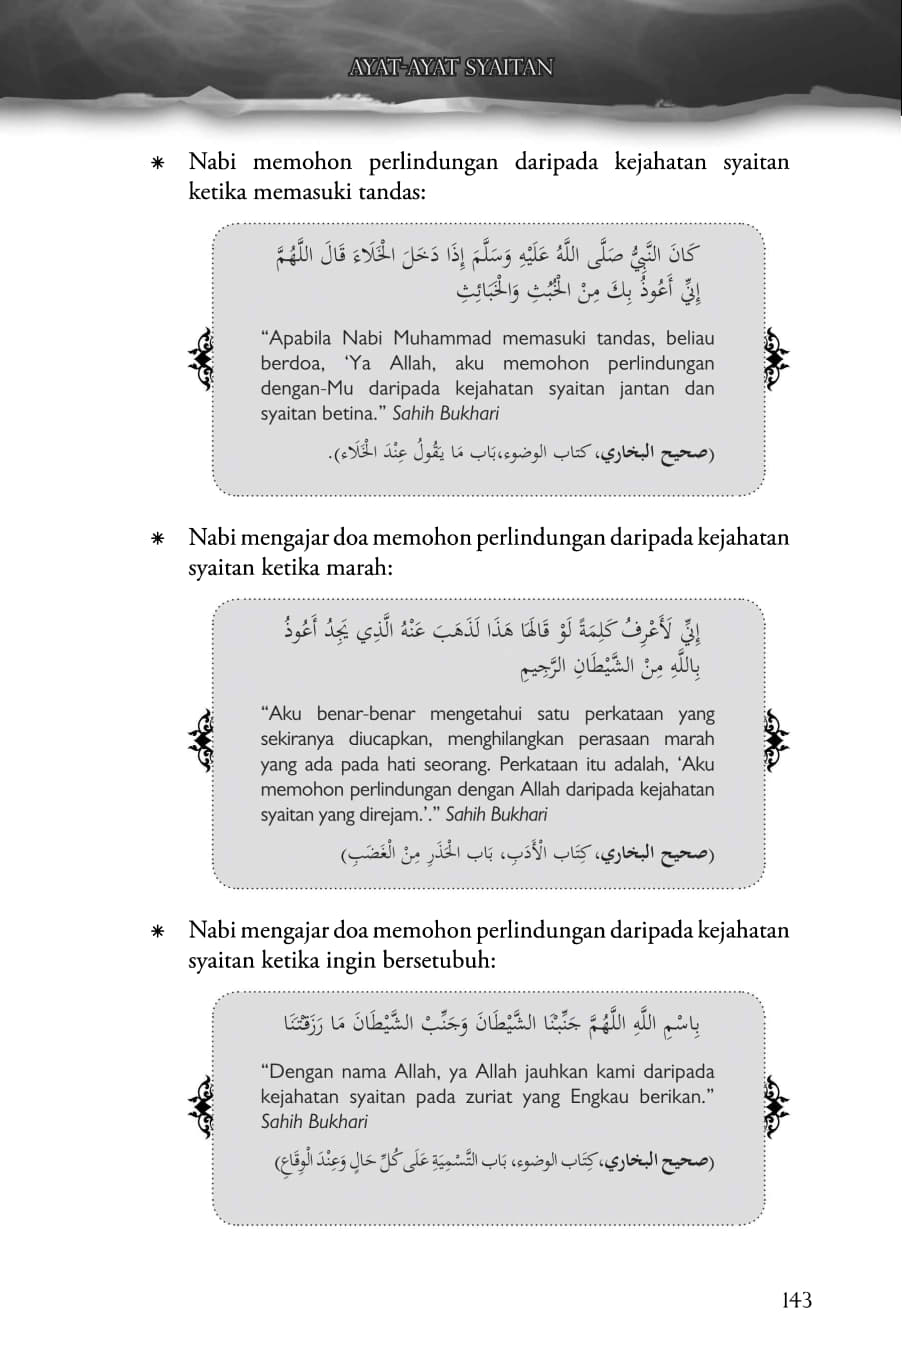 AYAT-AYAT SYAITAN
⁕ Nabi memohon perlindungan daripada kejahatan syaitan
ketika memasuki tandas:
كَانَ النَّبِيُّ صَلَّى اللَّهُ عَلَيْهِ وَسَلَّمَ إِذَا دَخَلَ الْخَلَاءَ قَالَ اللَّهُمَّ
إِنِّي أَعُوذُ بِكَ مِنْ الْخُبُثِ وَالْخَبَائِثِ
“Apabila Nabi Muhammad memasuki tandas, beliau
berdoa, ‘Ya Allah, aku memohon perlindungan
dengan-Mu daripada kejahatan syaitan jantan dan
syaitan betina.” Sahih Bukhari
(صحيح البخاري، كتاب الوضوء،بَاب مَا يَقُولُ عِنْدَ الْخَلَاء).
⁕ Nabi mengajar doa memohon perlindungan daripada kejahatan
syaitan ketika marah:
إِنِّي لَأَعْرِفُ كَلِمَةً لَوْ قَالَهَا هَذَا لَذَهَبَ عَنْهُ الَّذِي يَجِدُ أَعُوذُ
بِاللَّهِ مِنْ الشَّيْطَانِ الرَّجِيمِ
“Aku benar-benar mengetahui satu perkataan yang
sekiranya diucapkan, menghilangkan perasaan marah
yang ada pada hati seorang. Perkataan itu adalah, ‘Aku
memohon perlindungan dengan Allah daripada kejahatan
syaitan yang direjam.’.” Sahih Bukhari
(صحيح البخاري، كِتَاب الْأَدَبِ، بَاب الْحَذَرِ مِنْ الْغَضَبِ)
⁕ Nabi mengajar doa memohon perlindungan daripada kejahatan
syaitan ketika ingin bersetubuh:
بِاسْمِ اللَّهِ اللَّهُمَّ جَنِّبْنَا الشَّيْطَانَ وَجَنِّبْ الشَّيْطَانَ مَا رَزَقْتَنَا
“Dengan nama Allah, ya Allah jauhkan kami daripada
kejahatan syaitan pada zuriat yang Engkau berikan.”
Sahih Bukhari
(صحيح البخاري، كِتَاب الوضوء، بَاب التَّسْمِيَةِ عَلَى كُلِّ حَالٍ وَعِنْدَ الْوِقَاعِ)
143